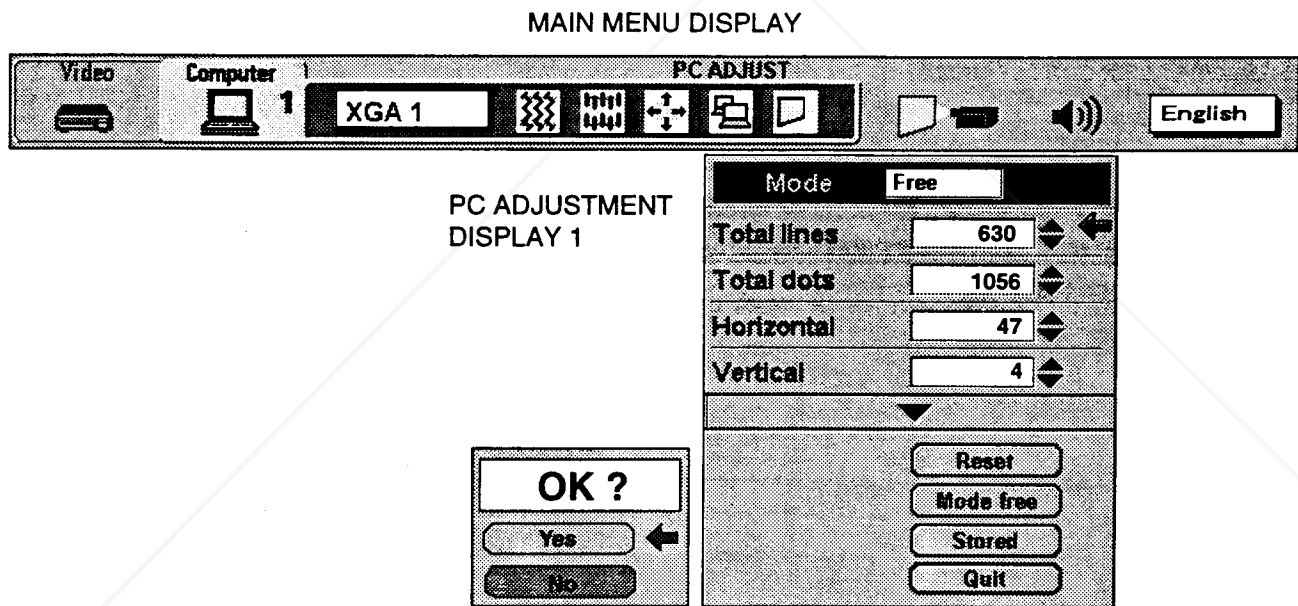 MAIN MENU DISPLAY
Video Computer 1 PC ADJUST
XGA 1 English
PC ADJUSTMENT
DISPLAY 1
Mode Free
Total lines 630
Total dots 1056
Horizontal 47
Vertical 4
OK ?
Yes
No
Reset
Mode free
Stored
Quit